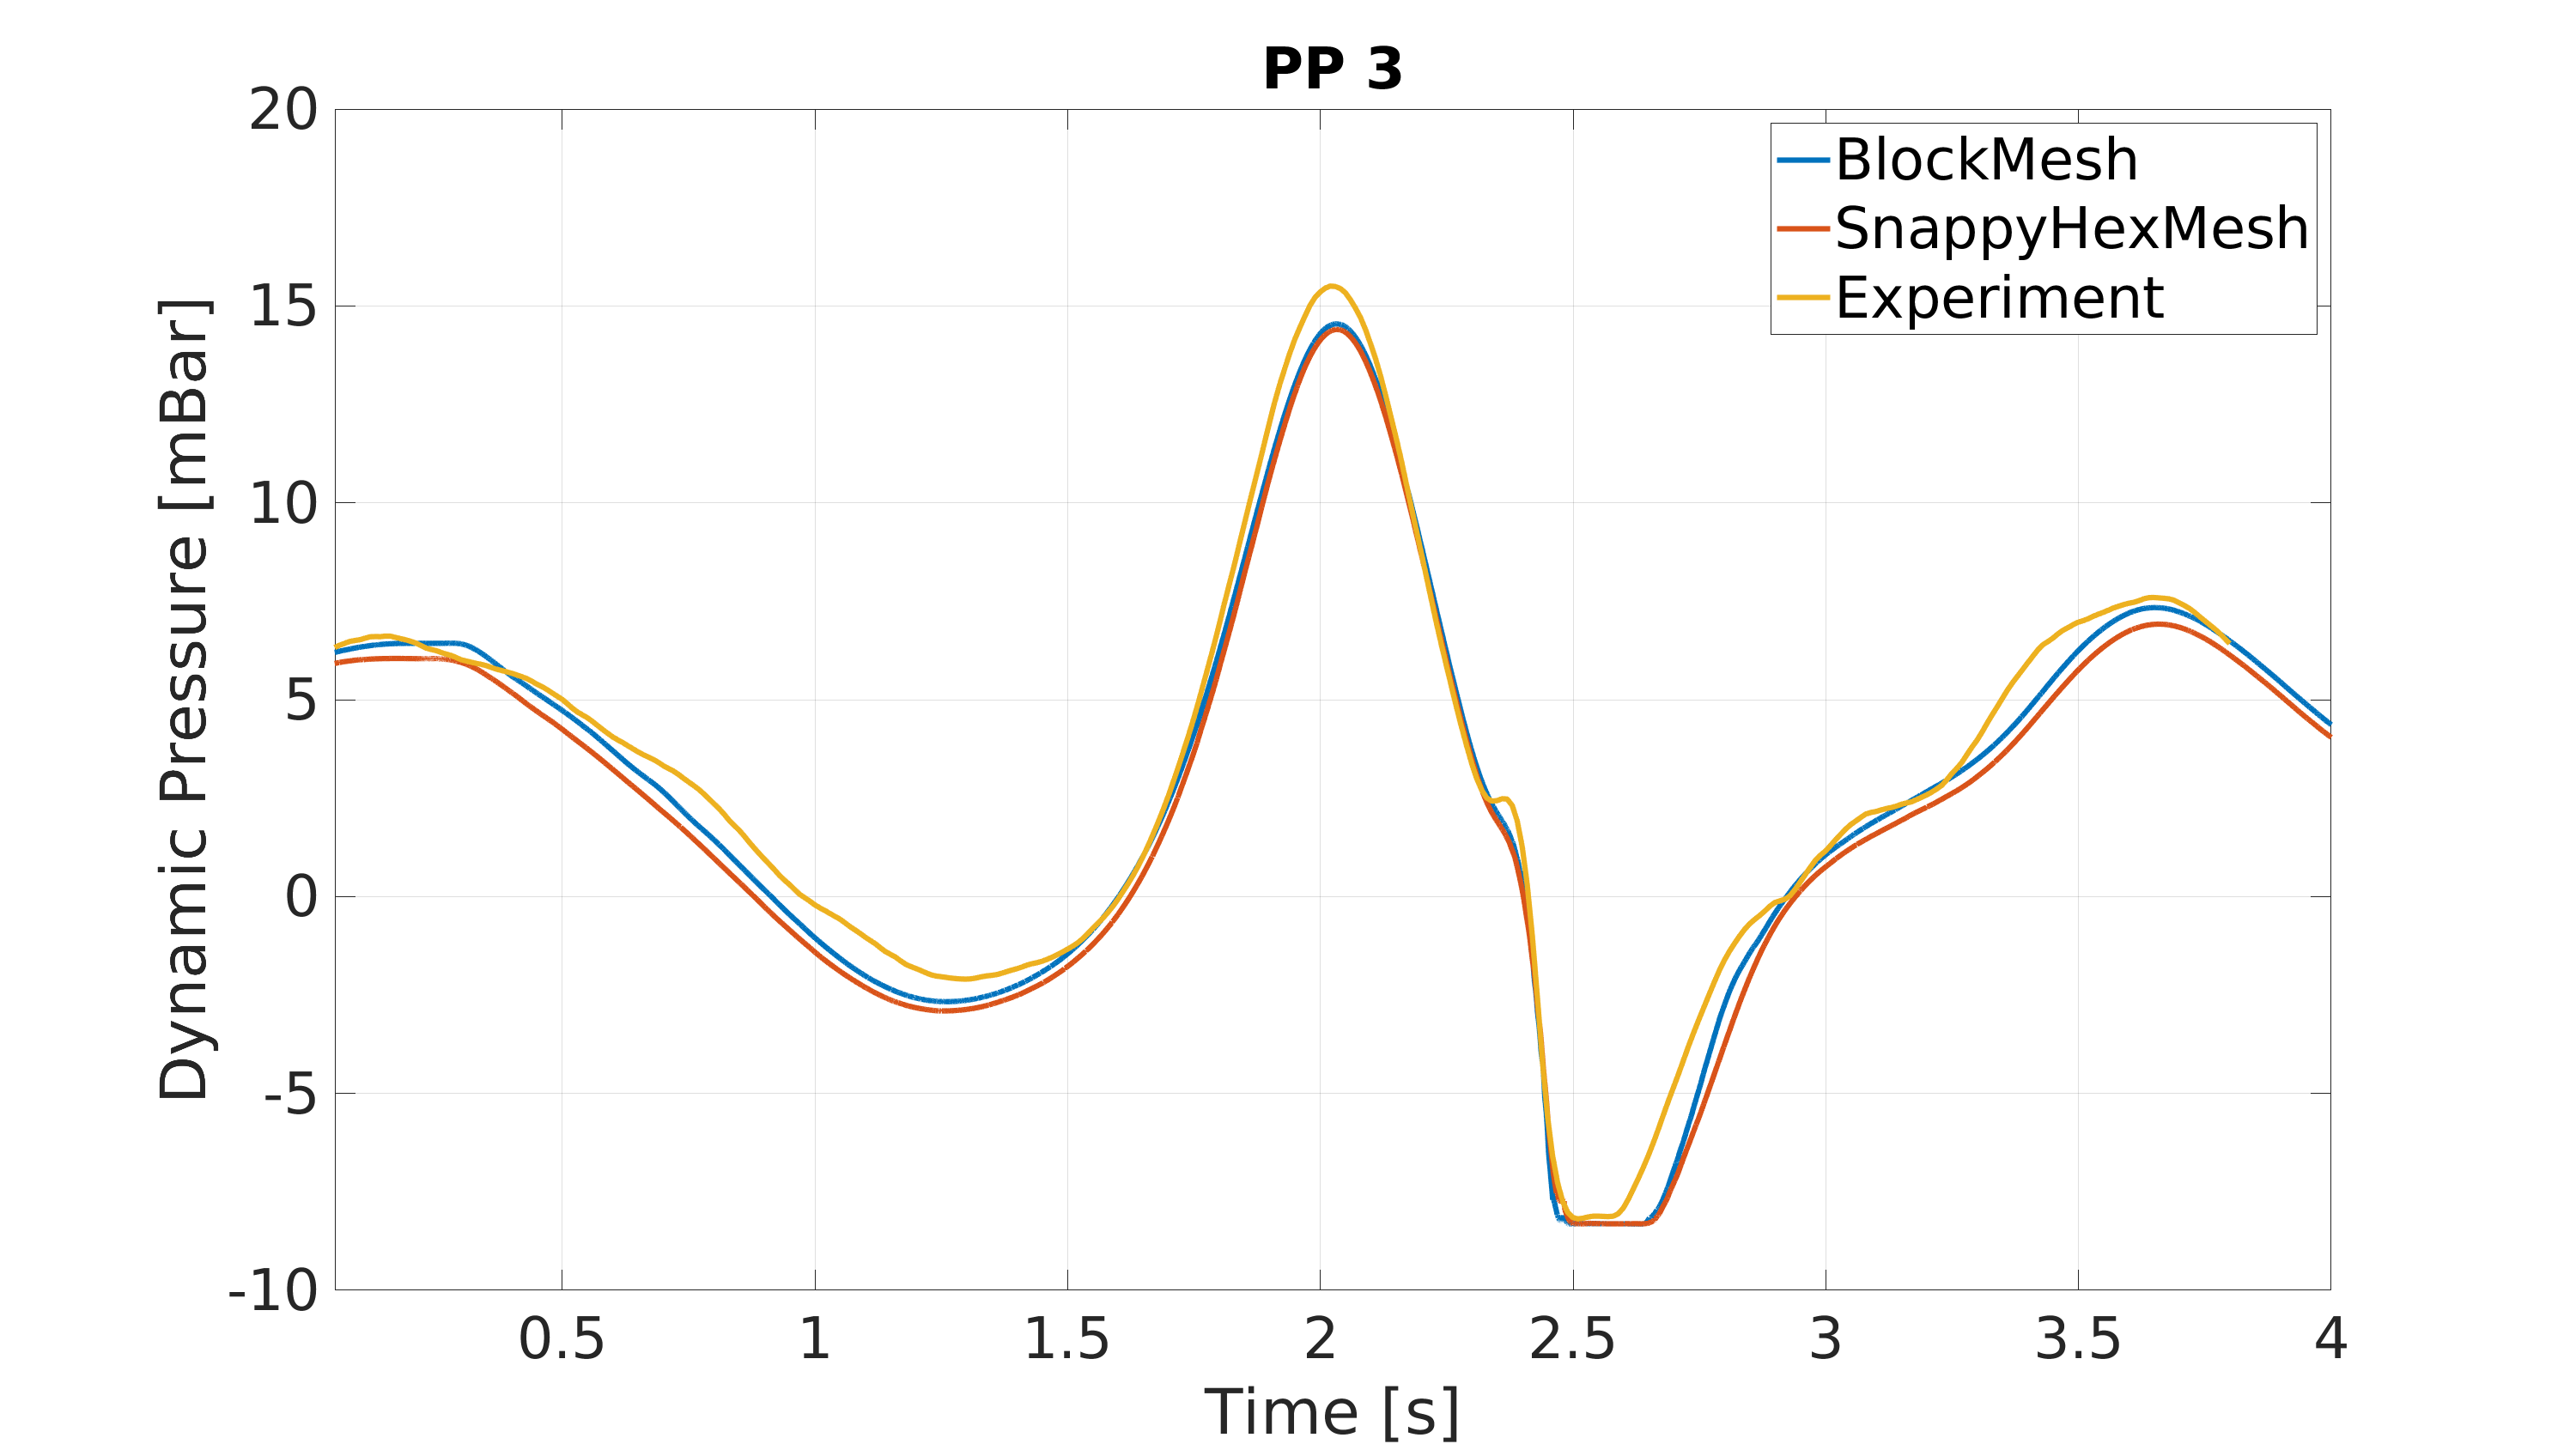 PP 3
20
15
10
5
0
-5
-10
Dynamic Pressure [mBar]
BlockMesh
SnappyHexMesh
Experiment
0.5 1 1.5 2 2.5 3 3.5 4
Time [s]